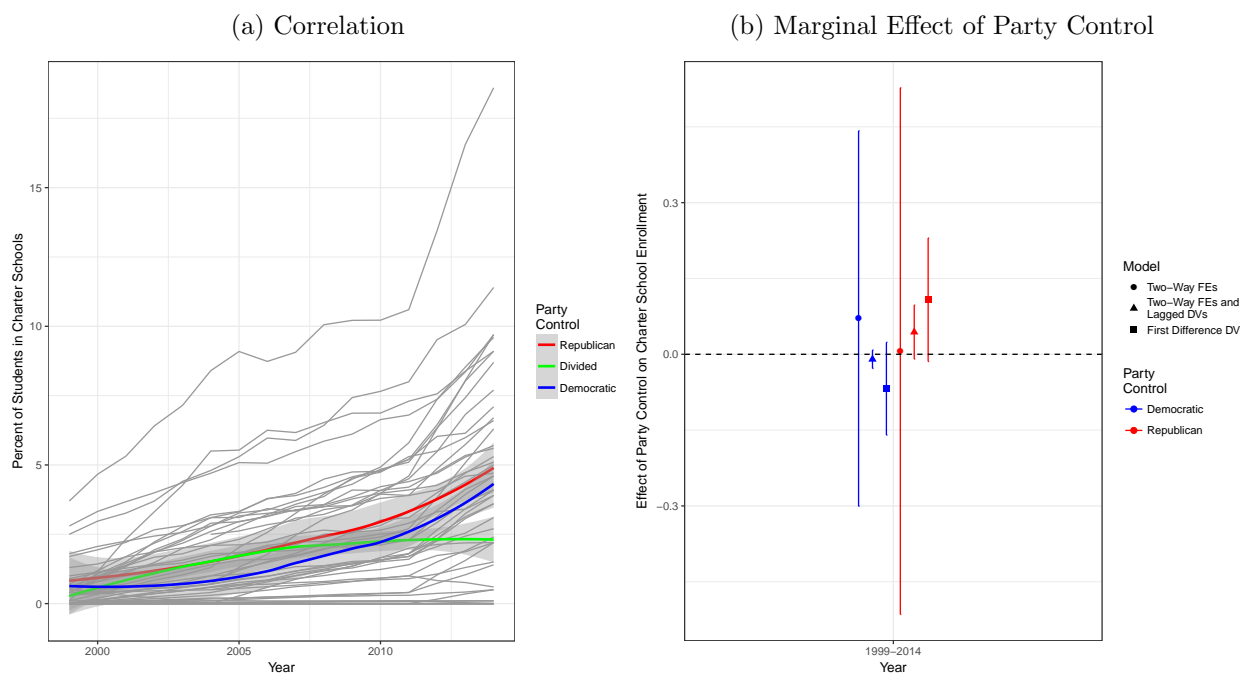 (a) Correlation
Percent of Students in Charter Schools
15
10
5
0
2000
2005
2010
Year
Party
Control
Republican
Divided
Democratic
(b) Marginal Effect of Party Control
Effect of Party Control on Charter School Enrollment
0.3
0.0
−0.3
1999−2014
Year
Model
Two−Way FEs
Two−Way FEs and
Lagged DVs
First Difference DV
Party
Control
Democratic
Republican